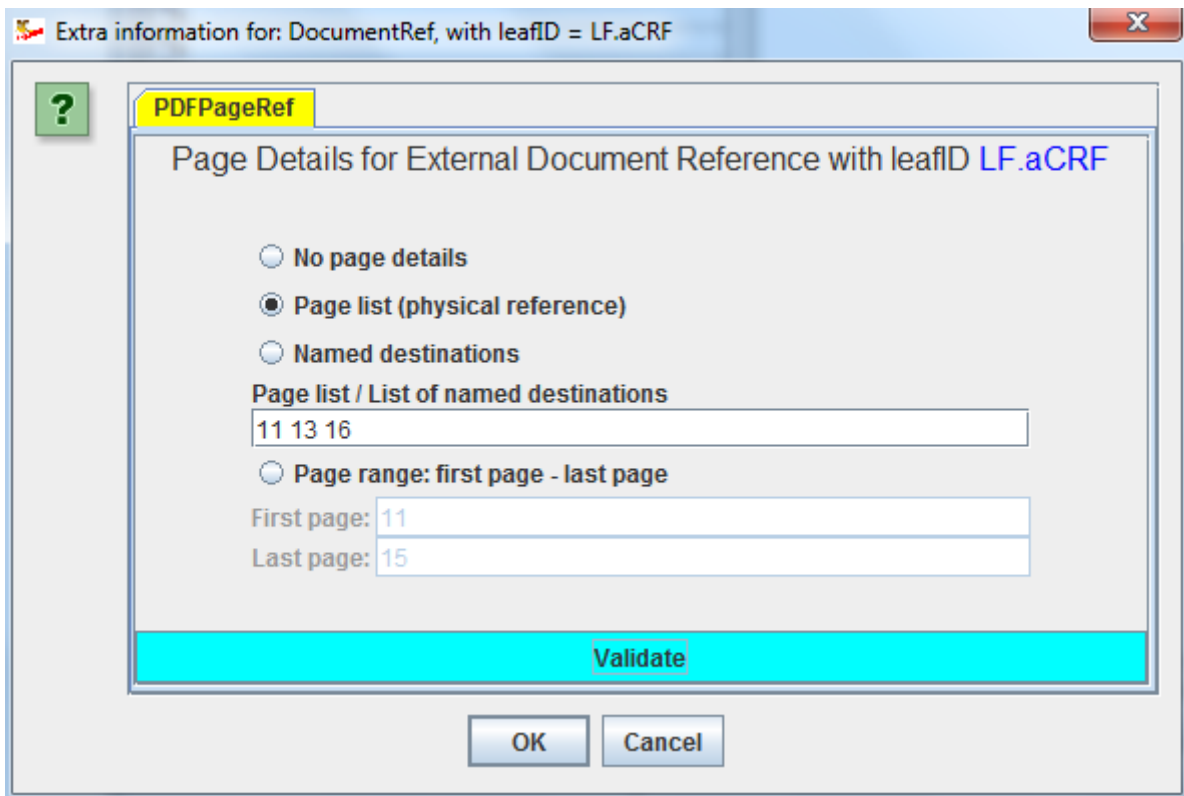 Extra information for: DocumentRef, with leafID = LF.aCRF
x
?
PDFPageRef
Page Details for External Document Reference with leafID LF.aCRF
No page details
Page list (physical reference)
Named destinations
Page list / List of named destinations
11 13 16
Page range: first page - last page
First page: 11
Last page: 15
Validate
OK Cancel